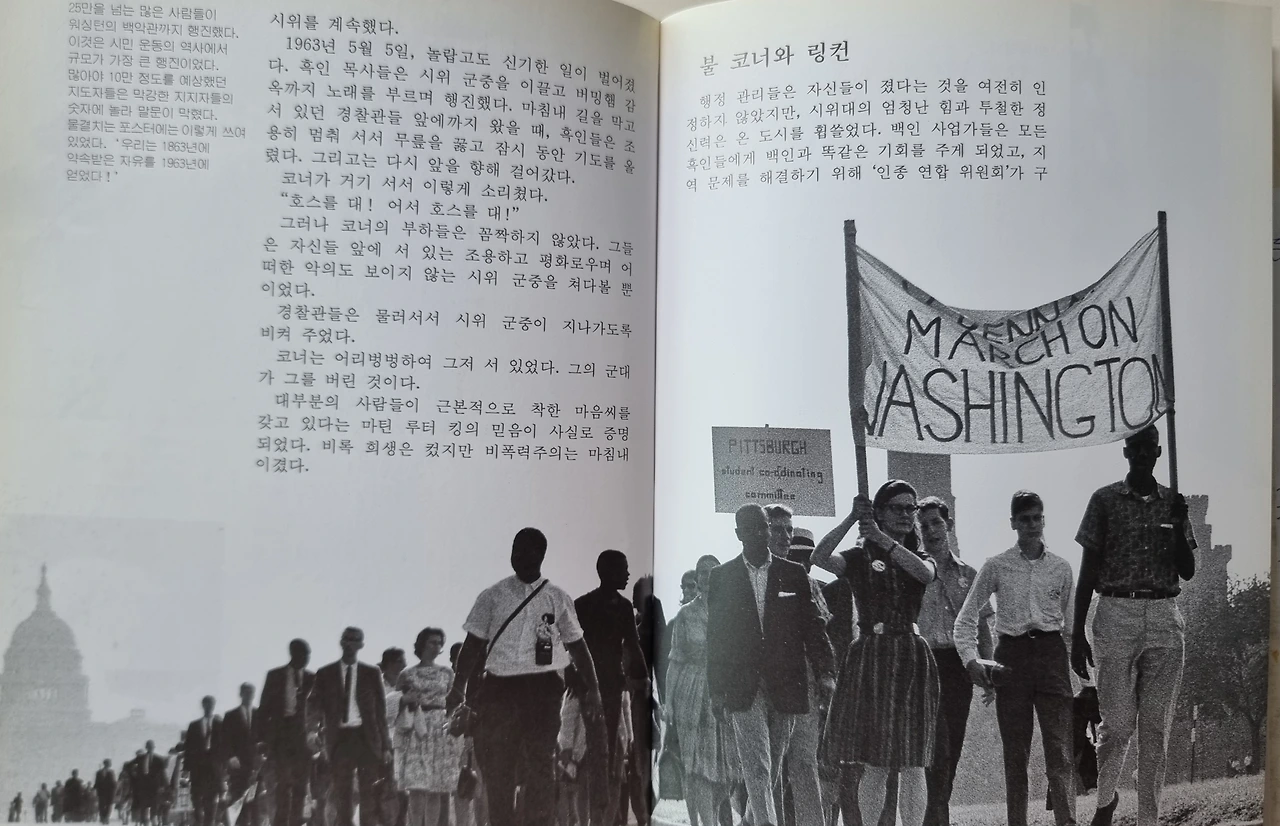 25만을 넘는 많은 사람들이
워싱턴의 백악관까지 행진했다.
이것은 시민 운동의 역사에서
규모가 가장 큰 행진이었다.
많아야 10만 정도를 예상했던
지도자들은 막강한 지지자들의
숫자에 놀라 말문이 막혔다.
물결치는 포스터에는 이렇게 쓰여
있었다. ‘우리는 1863년에
약속받은 자유를 1963년에
얻었다!’
시위를 계속했다.
1963년 5월 5일, 놀랍고도 신기한 일이 벌어졌
다. 흑인 목사들은 시위 군중을 이끌고 버밍햄 감
옥까지 노래를 부르며 행진했다. 마침내 길을 막고
서 있던 경찰관들 앞에까지 왔을 때, 흑인들은 조
용히 멈춰 서서 무릎을 꿇고 잠시 동안 기도를 올
렸다. 그리고는 다시 앞을 향해 걸어갔다.
코너가 거기 서서 이렇게 소리쳤다.
“호스를 대! 어서 호스를 대!”
그러나 코너의 부하들은 꼼짝하지 않았다. 그들
은 자신들 앞에 서 있는 조용하고 평화로우며 어
떠한 악의도 보이지 않는 시위 군중을 쳐다볼 뿐
이었다.
경찰관들은 물러서서 시위 군중이 지나가도록
비켜 주었다.
코너는 어리벙벙하여 그저 서 있었다. 그의 군대
가 그를 버린 것이다.
대부분의 사람들이 근본적으로 착한 마음씨를
갖고 있다는 마틴 루터 킹의 믿음이 사실로 증명
되었다. 비록 희생은 컸지만 비폭력주의는 마침내
이겼다.
불 코너와 링컨
행정 관리들은 자신들이 졌다는 것을 여전히 인
정하지 않았지만, 시위대의 엄청난 힘과 투철한 정
신력은 온 도시를 휩쓸었다. 백인 사업가들은 모든
흑인들에게 백인과 똑같은 기회를 주게 되었고, 지
역 문제를 해결하기 위해 ‘인종 연합 위원회’가 구
MARCH ON
WASHINGTON
PITTSBURGH
student co-ordinating
committee